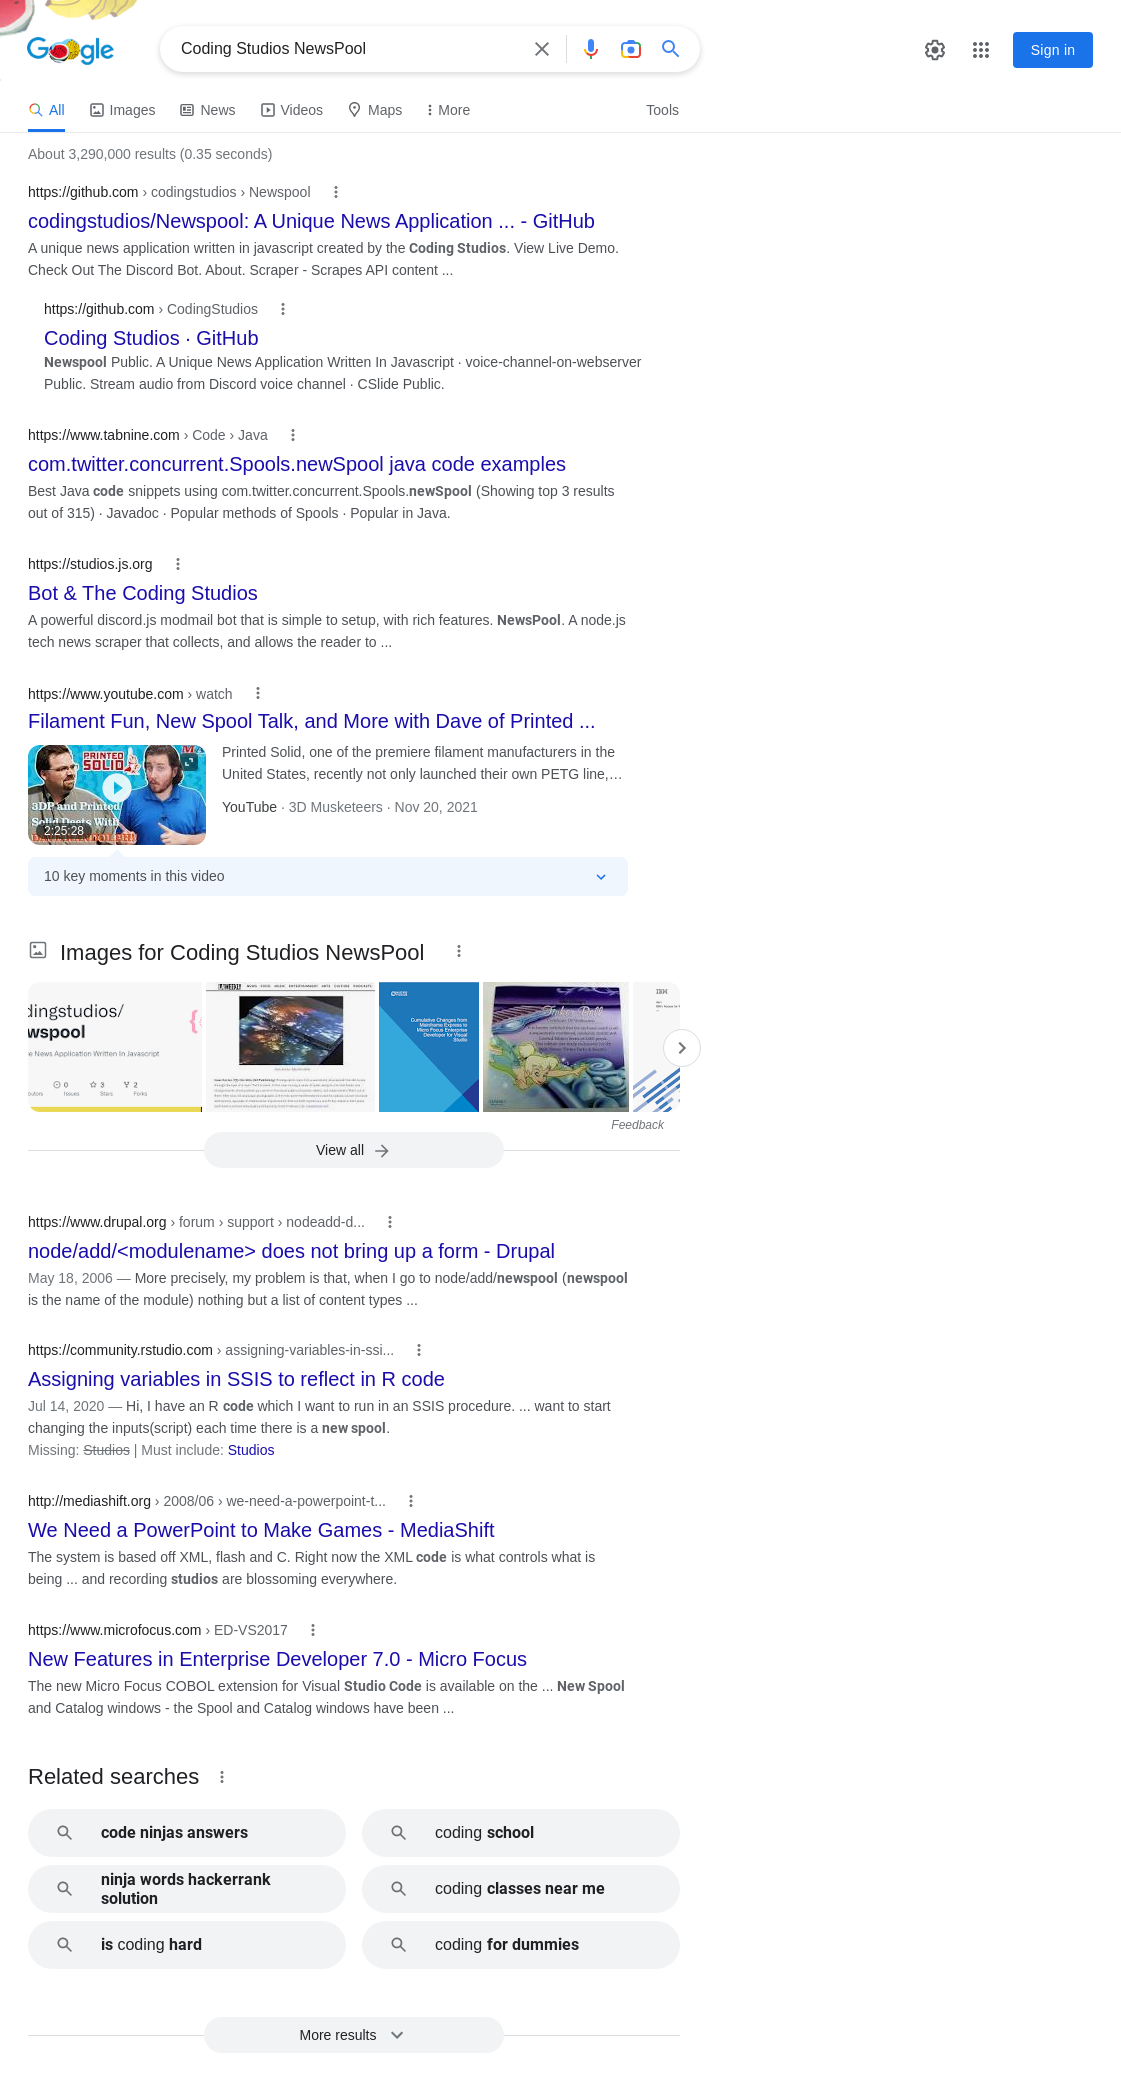 Google
Coding Studios NewsPool
Sign in
All
Images
News
Videos
Maps
More
Tools
About 3,290,000 results (0.35 seconds)
https://github.com › codingstudios › Newspool
codingstudios/Newspool: A Unique News Application ... - GitHub
A unique news application written in javascript created by the Coding Studios. View Live Demo.
Check Out The Discord Bot. About. Scraper - Scrapes API content ...
https://github.com › CodingStudios
Coding Studios · GitHub
Newspool Public. A Unique News Application Written In Javascript · voice-channel-on-webserver
Public. Stream audio from Discord voice channel · CSlide Public.
https://www.tabnine.com › Code › Java
com.twitter.concurrent.Spools.newSpool java code examples
Best Java code snippets using com.twitter.concurrent.Spools.newSpool (Showing top 3 results
out of 315) · Javadoc · Popular methods of Spools · Popular in Java.
https://studios.js.org
Bot & The Coding Studios
A powerful discord.js modmail bot that is simple to setup, with rich features. NewsPool. A node.js
tech news scraper that collects, and allows the reader to ...
https://www.youtube.com › watch
Filament Fun, New Spool Talk, and More with Dave of Printed ...
PRINTED
SOLID
3DP and Printed
Solid Deets With
2:25:28
Printed Solid, one of the premiere filament manufacturers in the
United States, recently not only launched their own PETG line,…
YouTube · 3D Musketeers · Nov 20, 2021
10 key moments in this video
Images for Coding Studios NewsPool
dingstudios/
wspool
e News Application Written In Javascript
0
3
2
Issues
Stars
Forks
Cumulative Changes from
Mainframe Express to
Micro Focus Enterprise
Developer for Visual
Studio
Tinker Bell
IBM
Feedback
View all
https://www.drupal.org › forum › support › nodeadd-d...
node/add/<modulename> does not bring up a form - Drupal
May 18, 2006 — More precisely, my problem is that, when I go to node/add/newspool (newspool
is the name of the module) nothing but a list of content types ...
https://community.rstudio.com › assigning-variables-in-ssi...
Assigning variables in SSIS to reflect in R code
Jul 14, 2020 — Hi, I have an R code which I want to run in an SSIS procedure. ... want to start
changing the inputs(script) each time there is a new spool.
Missing: Studios | Must include: Studios
http://mediashift.org › 2008/06 › we-need-a-powerpoint-t...
We Need a PowerPoint to Make Games - MediaShift
The system is based off XML, flash and C. Right now the XML code is what controls what is
being ... and recording studios are blossoming everywhere.
https://www.microfocus.com › ED-VS2017
New Features in Enterprise Developer 7.0 - Micro Focus
The new Micro Focus COBOL extension for Visual Studio Code is available on the ... New Spool
and Catalog windows - the Spool and Catalog windows have been ...
Related searches
code ninjas answers
coding school
ninja words hackerrank
solution
coding classes near me
is coding hard
coding for dummies
More results